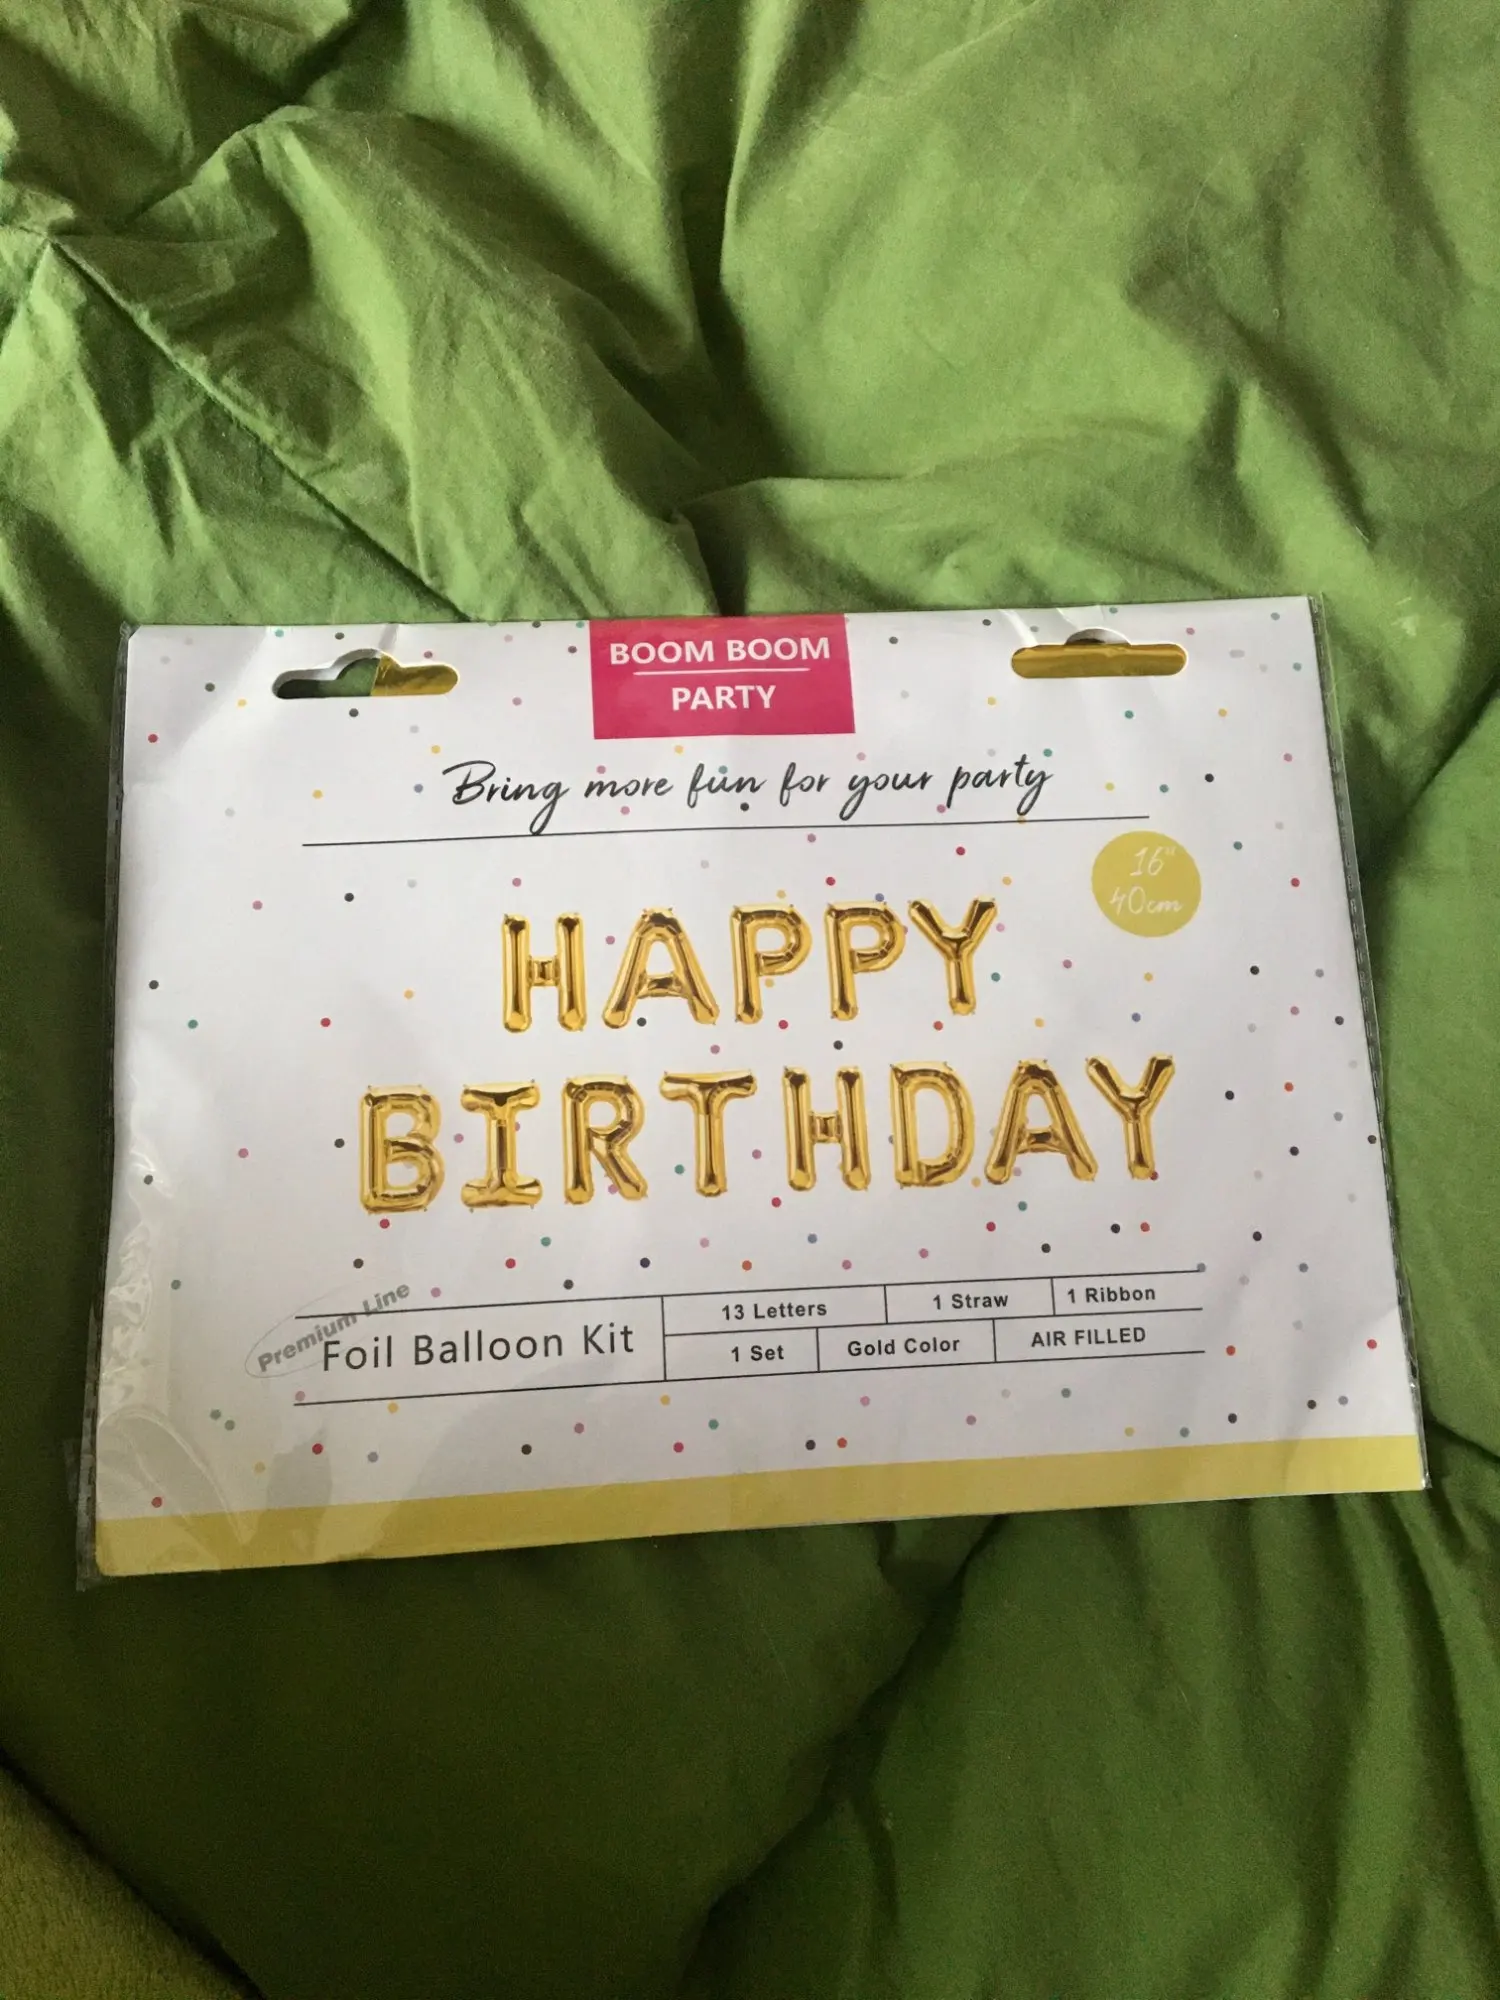 BOOM BOOM
PARTY
Bring more fun for your party
16"
40cm
HAPPY
BIRTHDAY
Premium Line
Foil Balloon Kit
13 Letters
1 Straw
1 Ribbon
1 Set
Gold Color
AIR FILLED